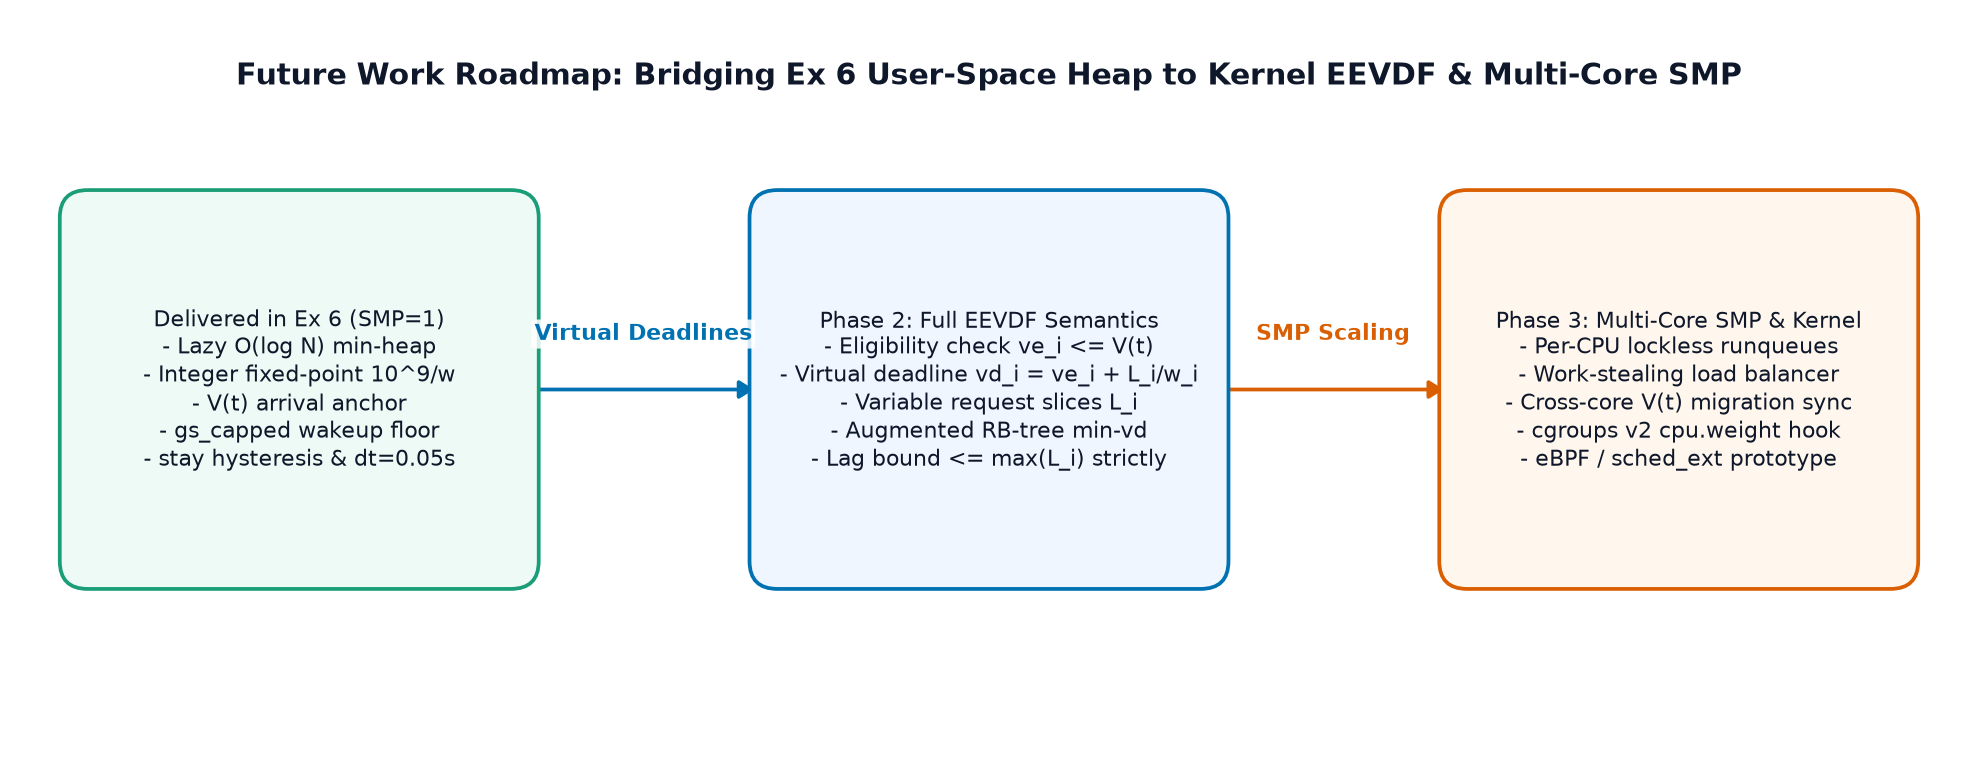 Future Work Roadmap: Bridging Ex 6 User-Space Heap to Kernel EEVDF & Multi-Core SMP
Delivered in Ex 6 (SMP=1)
- Lazy O(log N) min-heap
- Integer fixed-point 10^9/w
- V(t) arrival anchor
- gs_capped wakeup floor
- stay hysteresis & dt=0.05s
Virtual Deadlines
Phase 2: Full EEVDF Semantics
- Eligibility check ve_i <= V(t)
- Virtual deadline vd_i = ve_i + L_i/w_i
- Variable request slices L_i
- Augmented RB-tree min-vd
- Lag bound <= max(L_i) strictly
SMP Scaling
Phase 3: Multi-Core SMP & Kernel
- Per-CPU lockless runqueues
- Work-stealing load balancer
- Cross-core V(t) migration sync
- cgroups v2 cpu.weight hook
- eBPF / sched_ext prototype